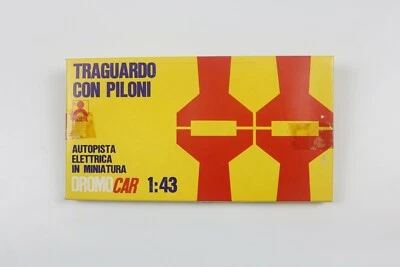 TRAGUARDO
CON PILONI
AUTOPISTA
ELETTRICA
IN MINIATURA
DROMOCAR 1:43